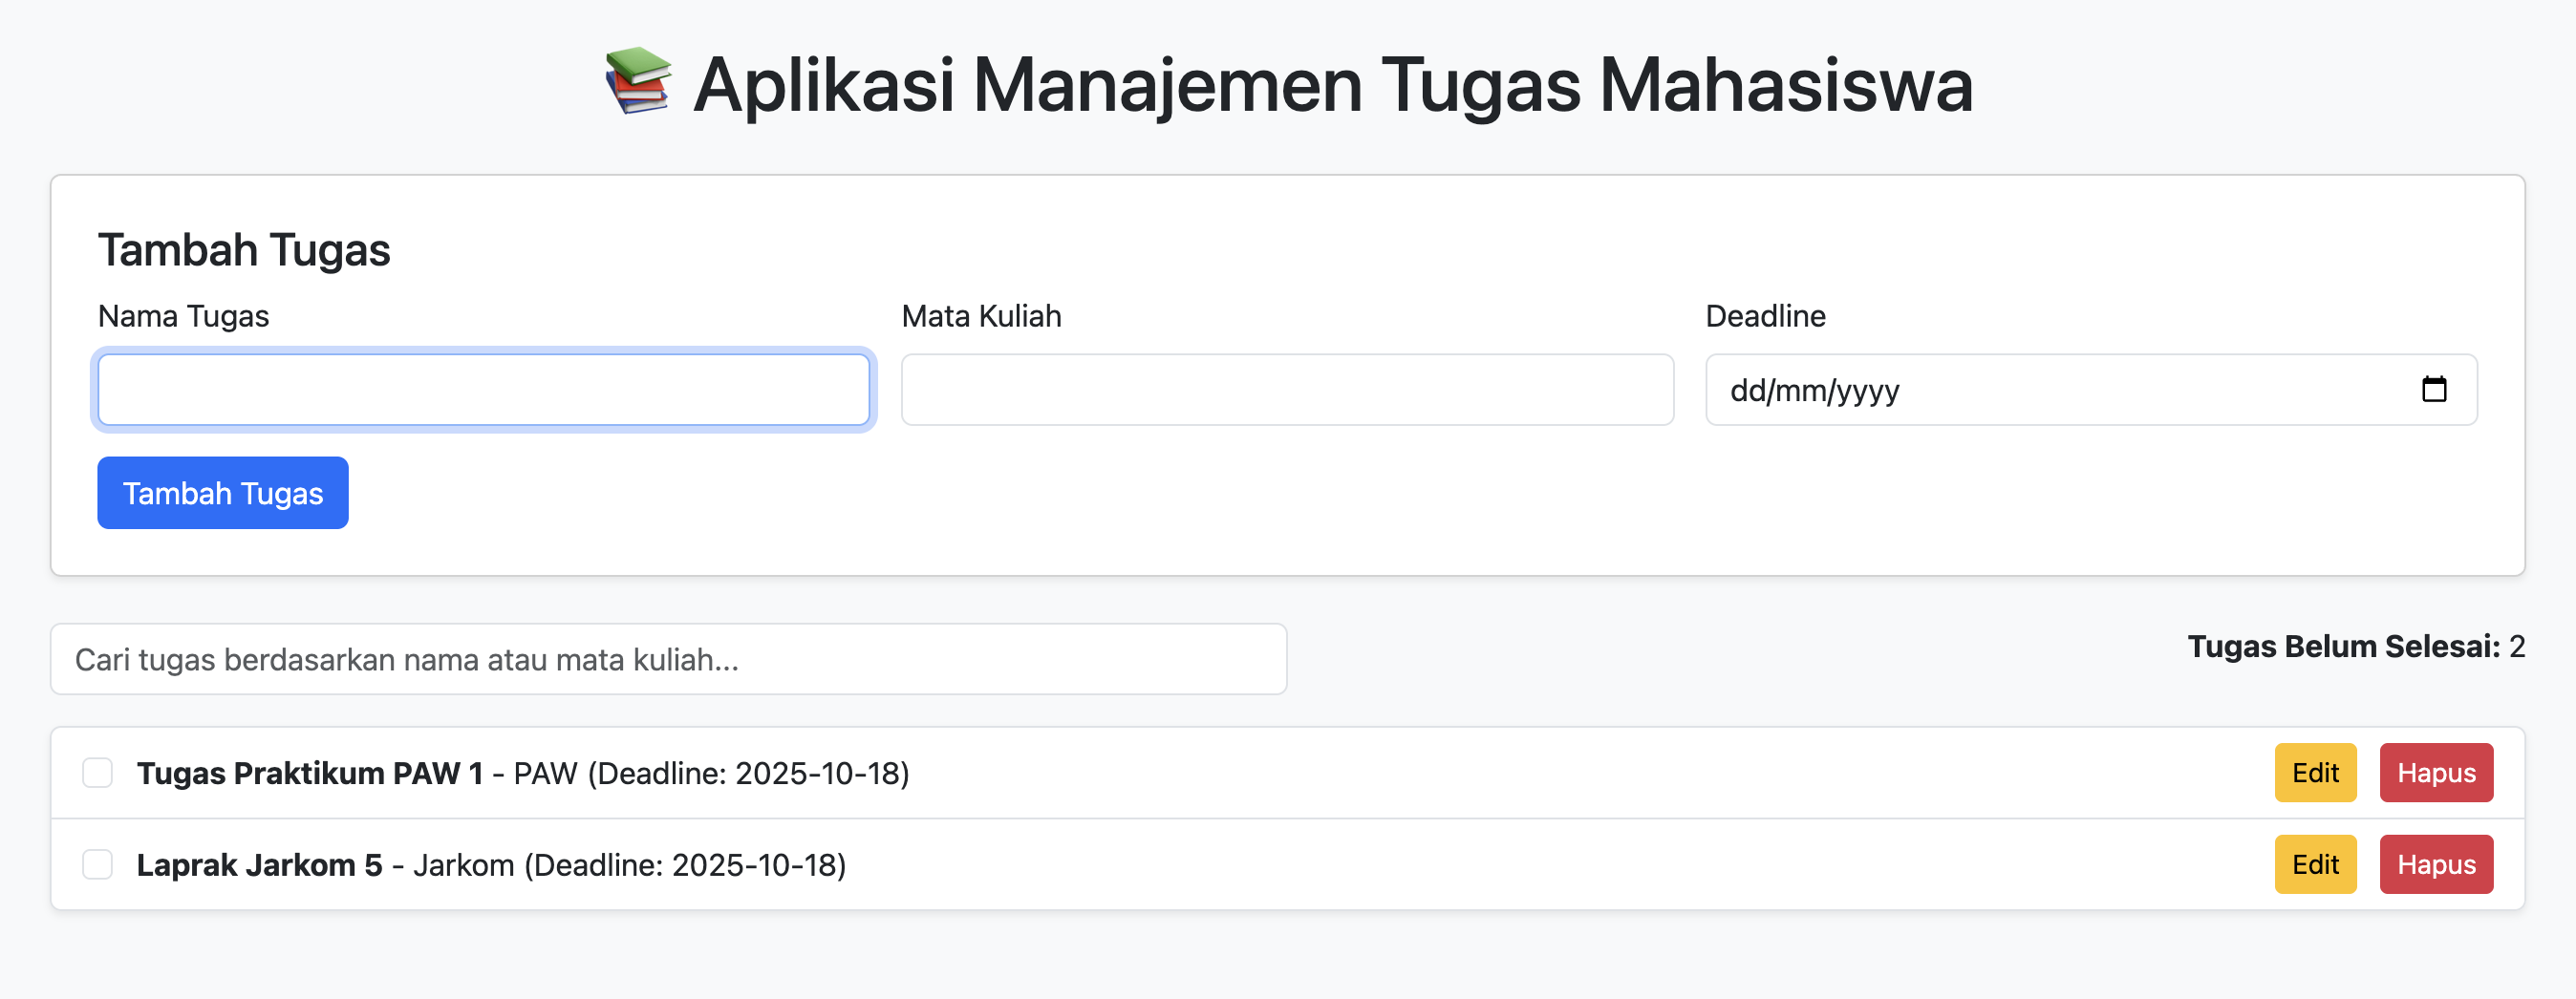 📚 Aplikasi Manajemen Tugas Mahasiswa
Tambah Tugas
Nama Tugas
Mata Kuliah
Deadline
dd/mm/yyyy
Tambah Tugas
Cari tugas berdasarkan nama atau mata kuliah...
Tugas Belum Selesai: 2
Tugas Praktikum PAW 1 - PAW (Deadline: 2025-10-18)
Edit
Hapus
Laprak Jarkom 5 - Jarkom (Deadline: 2025-10-18)
Edit
Hapus